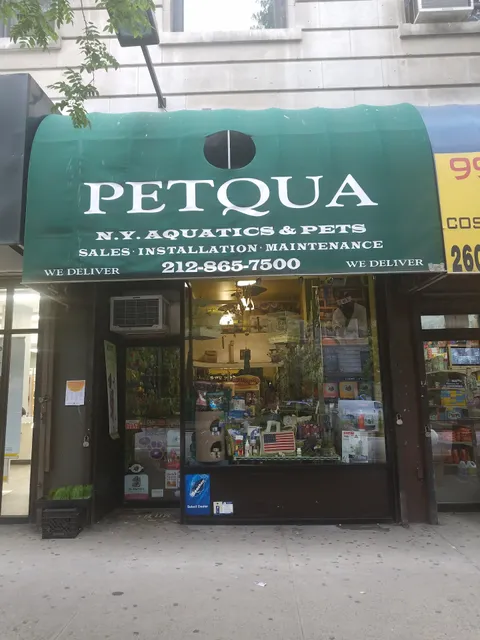 PETQUA
N.Y. AQUATICS & PETS
SALES · INSTALLATION · MAINTENANCE
WE DELIVER 212-865-7500 WE DELIVER
99
COS
260